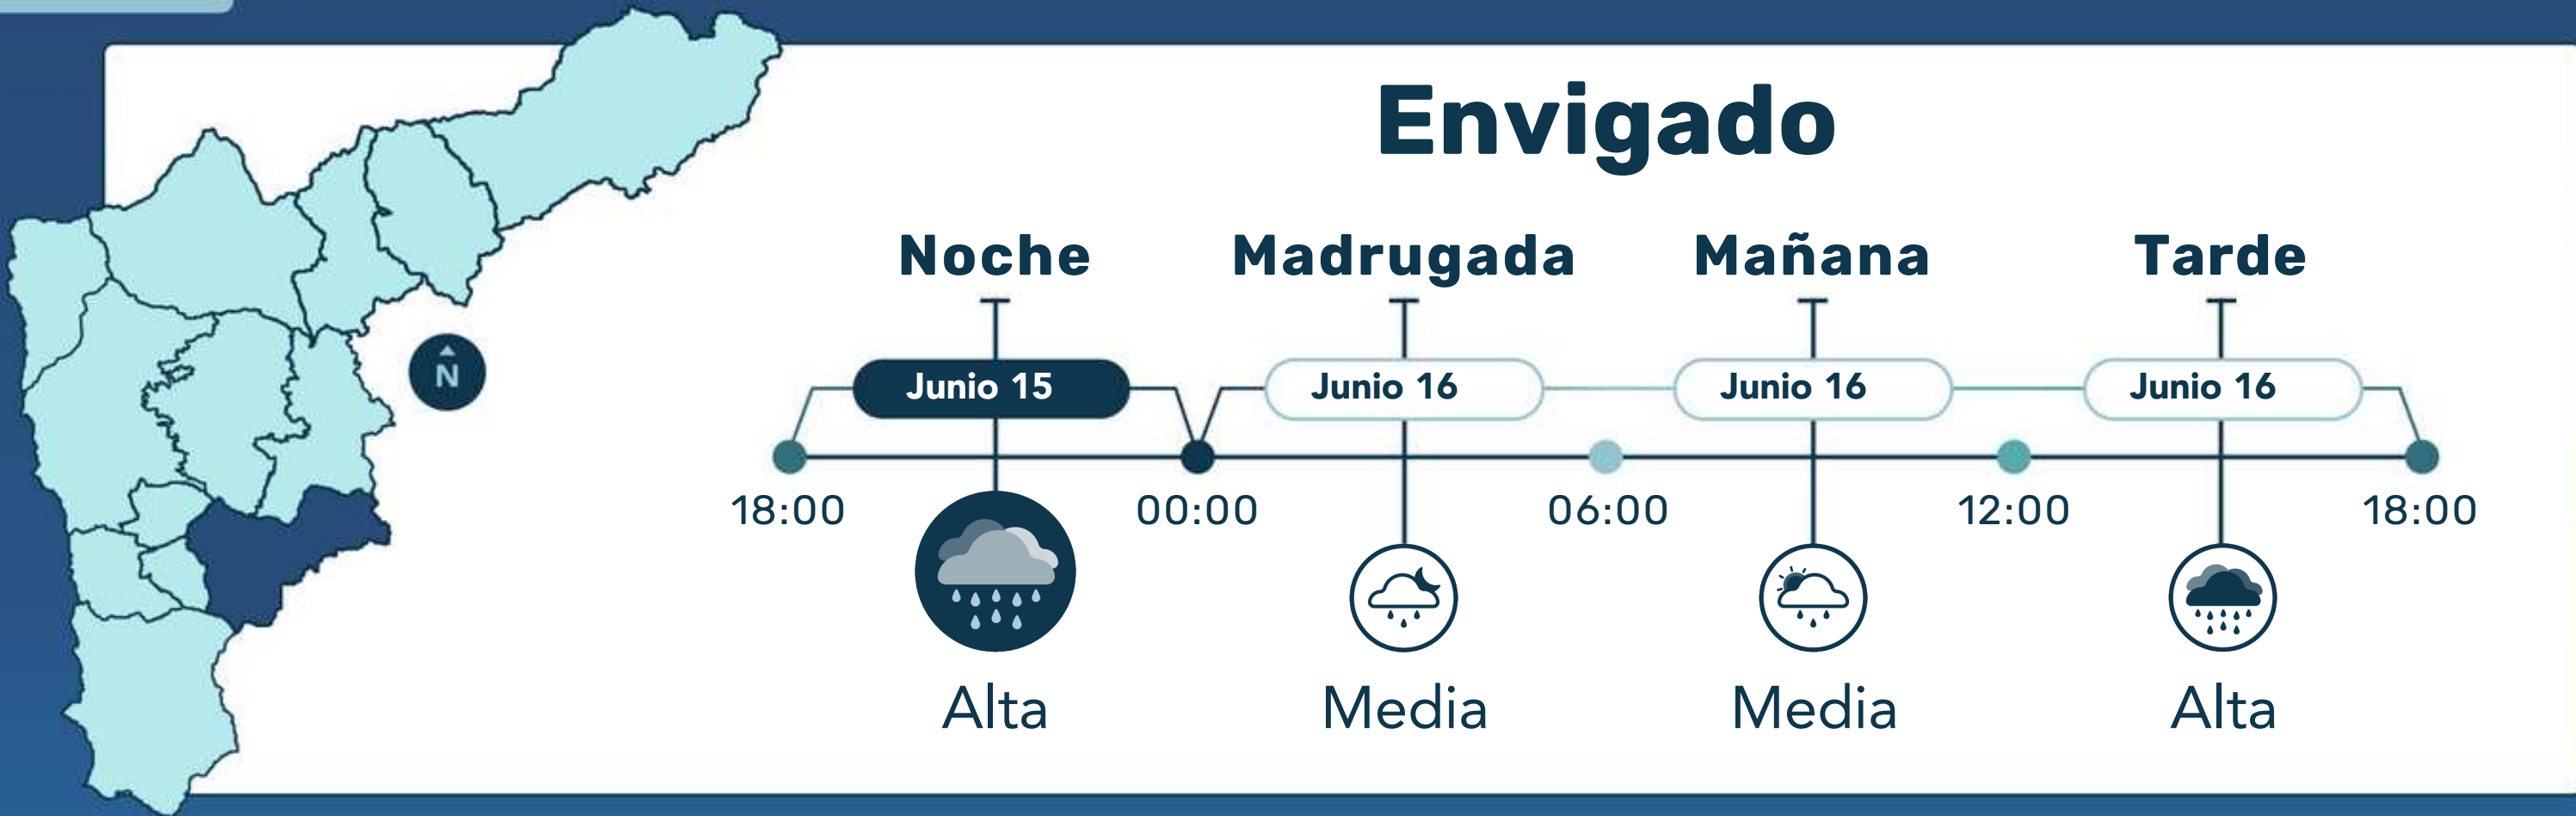 Envigado
Noche Madrugada Mañana Tarde
Junio 15 Junio 16 Junio 16 Junio 16
N
18:00 00:00 06:00 12:00 18:00
Alta Media Media Alta